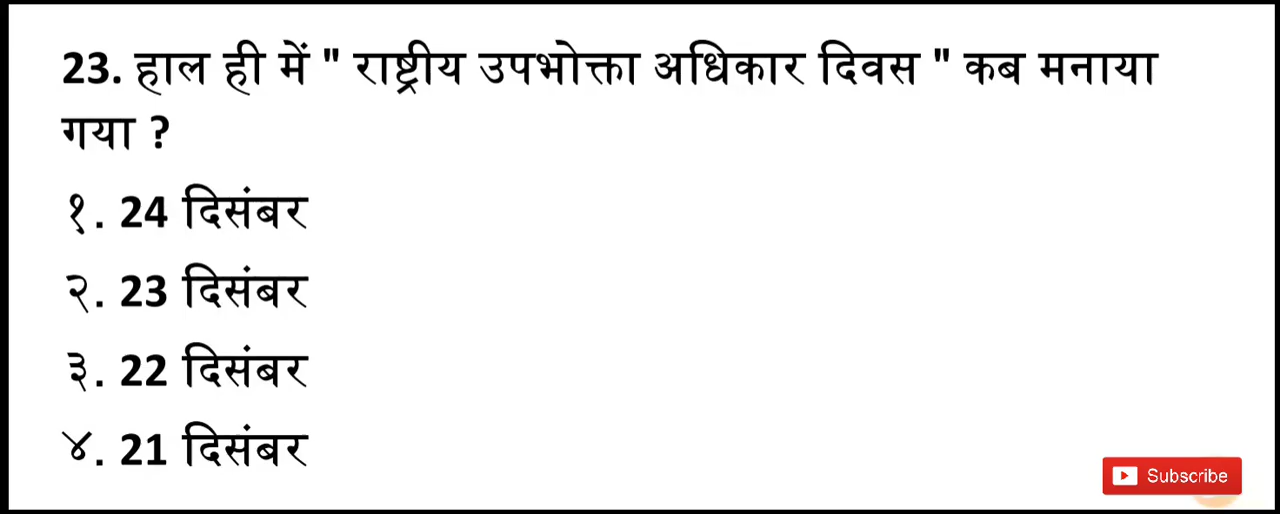 23. हाल ही में " राष्ट्रीय उपभोक्ता अधिकार दिवस " कब मनाया
गया ?
१. 24 दिसंबर
२. 23 दिसंबर
३. 22 दिसंबर
४. 21 दिसंबर
Subscribe